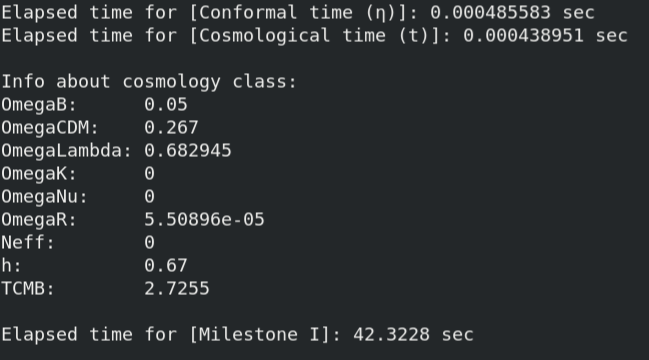 Elapsed time for [Conformal time (η)]: 0.000485583 sec
Elapsed time for [Cosmological time (t)]: 0.000438951 sec
Info about cosmology class:
OmegaB:      0.05
OmegaCDM:    0.267
OmegaLambda: 0.682945
OmegaK:      0
OmegaNu:     0
OmegaR:      5.50896e-05
Neff:        0
h:           0.67
TCMB:        2.7255
Elapsed time for [Milestone I]: 42.3228 sec